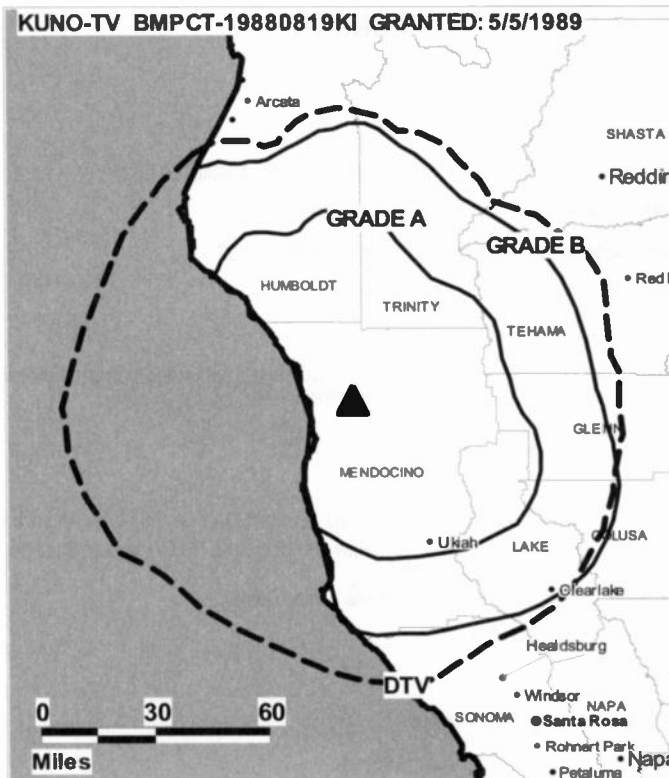 KUNO-TV BMPCT-19880819KI GRANTED: 5/5/1989
Arcata
SHASTA
Reddin
GRADE A
GRADE B
HUMBOLDT
TRINITY
Red
TEHAMA
GLENN
MENDOCINO
Ukiah
LAKE
COLUSA
Clearlake
Healdsburg
DTV
Windsor
NAPA
SONOMA
Santa Rosa
Rohnert Park
Napa
Petaluma
0 30 60
Miles